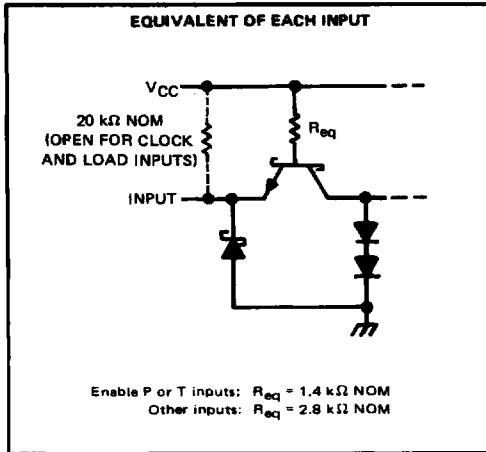 EQUIVALENT OF EACH INPUT
VCC
20 kΩ NOM
(OPEN FOR CLOCK
AND LOAD INPUTS)
Req
INPUT
Enable P or T inputs: Req = 1.4 kΩ NOM
Other inputs: Req = 2.8 kΩ NOM